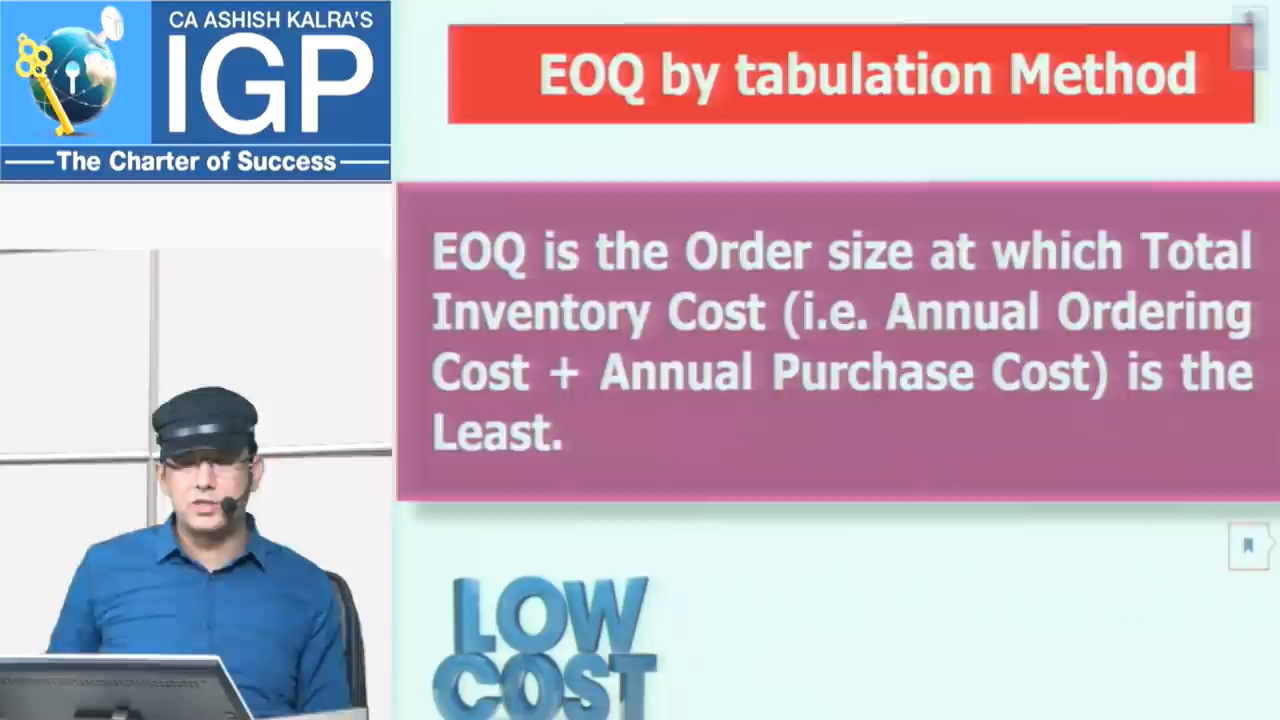 CA ASHISH KALRA'S
IGP
The Charter of Success
EOQ by tabulation Method
EOQ is the Order size at which Total
Inventory Cost (i.e. Annual Ordering
Cost + Annual Purchase Cost) is the
Least.
LOW
COST